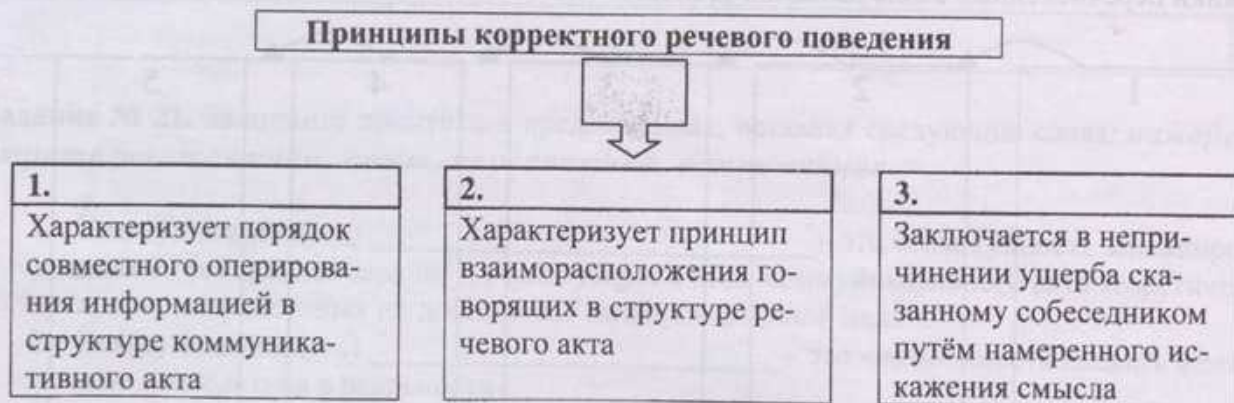 Принципы корректного речевого поведения
1.
Характеризует порядок
совместного оперирова-
ния информацией в
структуре коммуника-
тивного акта
2.
Характеризует принцип
взаиморасположения го-
ворящих в структуре ре-
чевого акта
3.
Заключается в непри-
чинении ущерба ска-
занному собеседником
путём намеренного ис-
кажения смысла